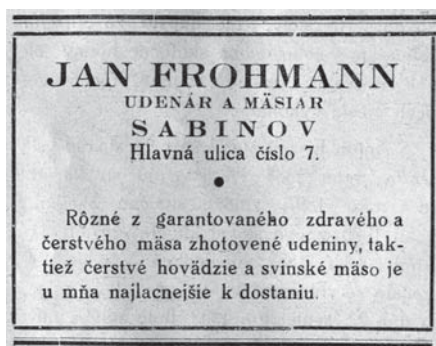 JAN FROHMANN
UDENÁR A MÄSIAR
SABINOV
Hlavná ulica číslo 7.
●
Rôzné z garantovaného zdravého a
čerstvého mäsa zhotovené udeniny, tak-
tiež čerstvé hovädzie a svinské mäso je
u mňa najlacnejšie k dostaniu.